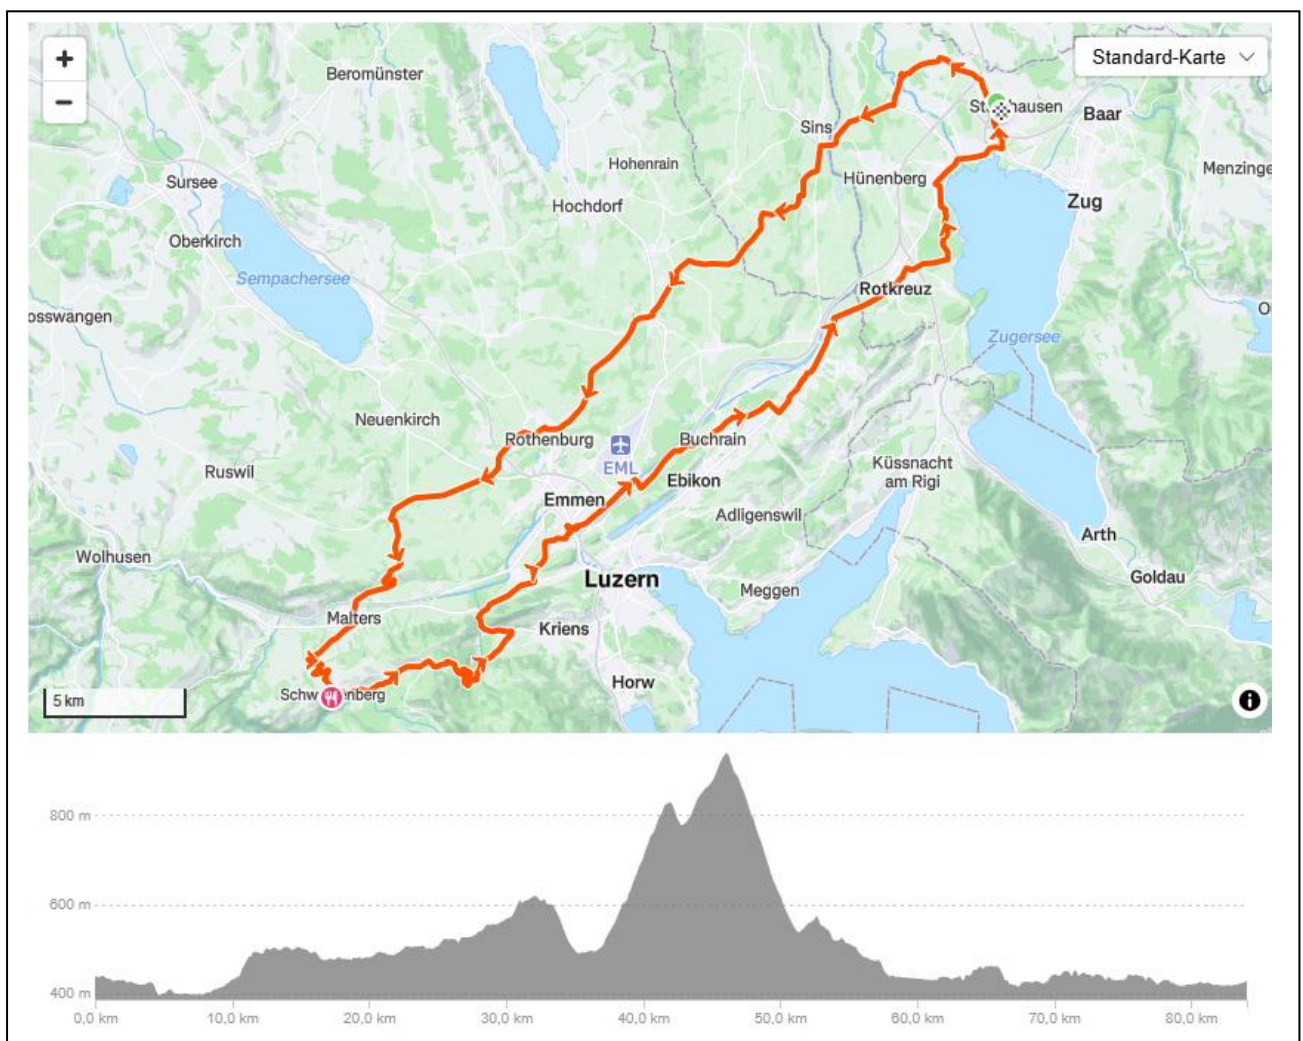 +
Standard-Karte
−
Beromünster
Baar
Sins
Hohenrain
Menzinge
Sursee
Hünenberg
Zug
Hochdorf
Oberkirch
Sempachersee
Rotkreuz
osswangen
O
Zugersee
Neuenkirch
Rothenburg
Buchrain
EML
Ruswil
Ebikon
Küssnacht
am Rigi
Emmen
Adligenswil
Wolhusen
Arth
Luzern
Goldau
Meggen
Malters
Kriens
Horw
5 km
800 m
600 m
400 m
0,0 km 10,0 km 20,0 km 30,0 km 40,0 km 50,0 km 60,0 km 70,0 km 80,0 km